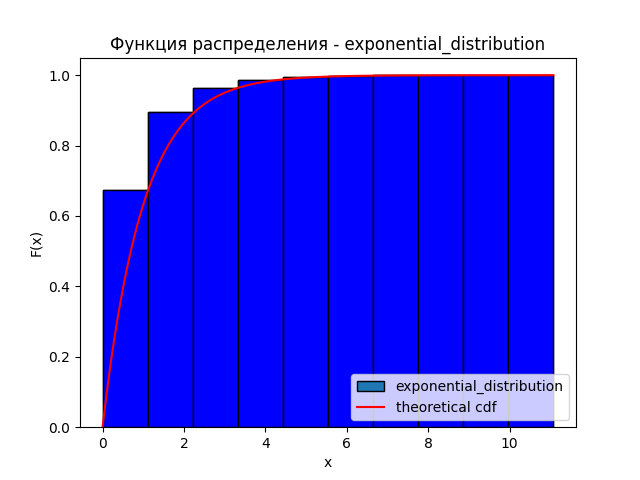 Функция распределения - exponential_distribution
1.0
0.8
0.6
0.4
0.2
0.0
F(x)
0
2
4
6
8
10
x
exponential_distribution
theoretical cdf